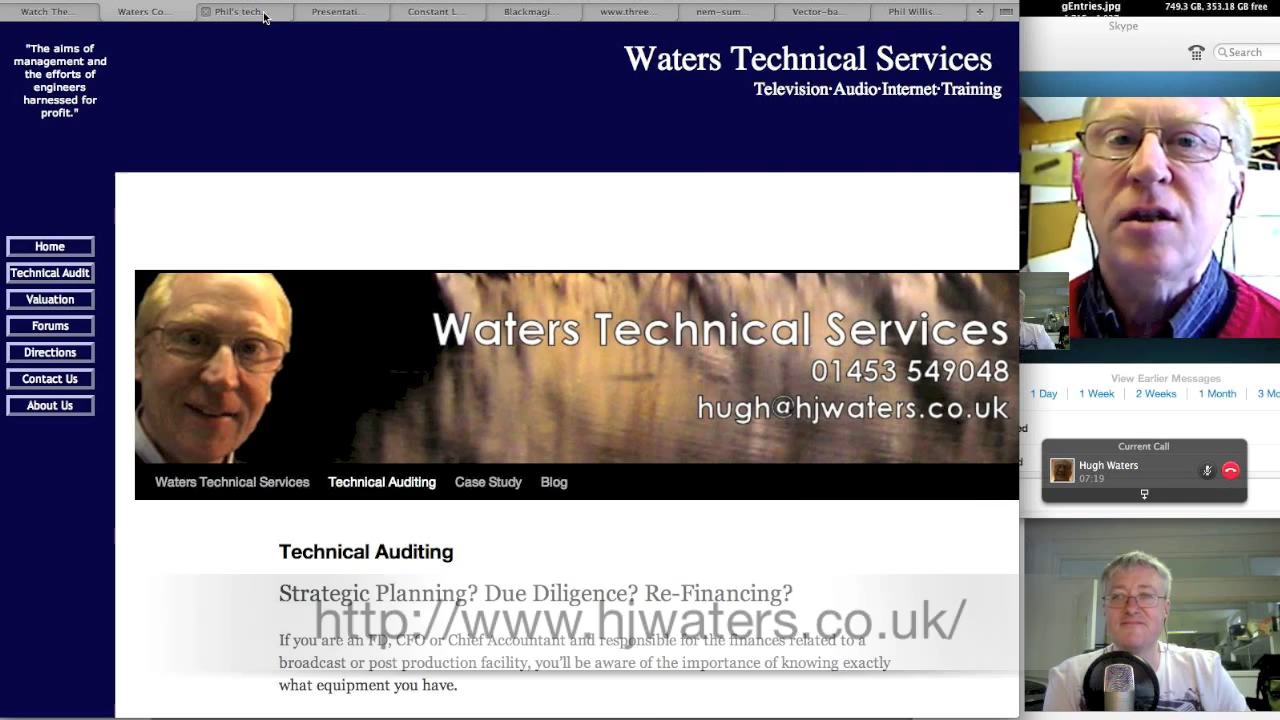 Watch The...
Waters Co...
Phil's tech
Presentati...
Constant L...
Blackmagi...
www.three...
nem-sum...
Vector-ba...
Phil Willis...
gEntries.jpg
749.3 GB, 353.18 GB free
Skype
Search
"The aims of
management and
the efforts of
engineers
harnessed for
profit."
Waters Technical Services
Television·Audio·Internet·Training
Home
Technical Audit
Valuation
Forums
Directions
Contact Us
About Us
Waters Technical Services
01453 549048
hugh@hjwaters.co.uk
Waters Technical Services
Technical Auditing
Case Study
Blog
Technical Auditing
Strategic Planning? Due Diligence? Re-Financing?
http://www.hjwaters.co.uk/
If you are an FD, CFO or Chief Accountant and responsible for the finances related to a
broadcast or post production facility, you'll be aware of the importance of knowing exactly
what equipment you have.
View Earlier Messages
1 Day
1 Week
2 Weeks
1 Month
3 Mo
Current Call
Hugh Waters
07:19